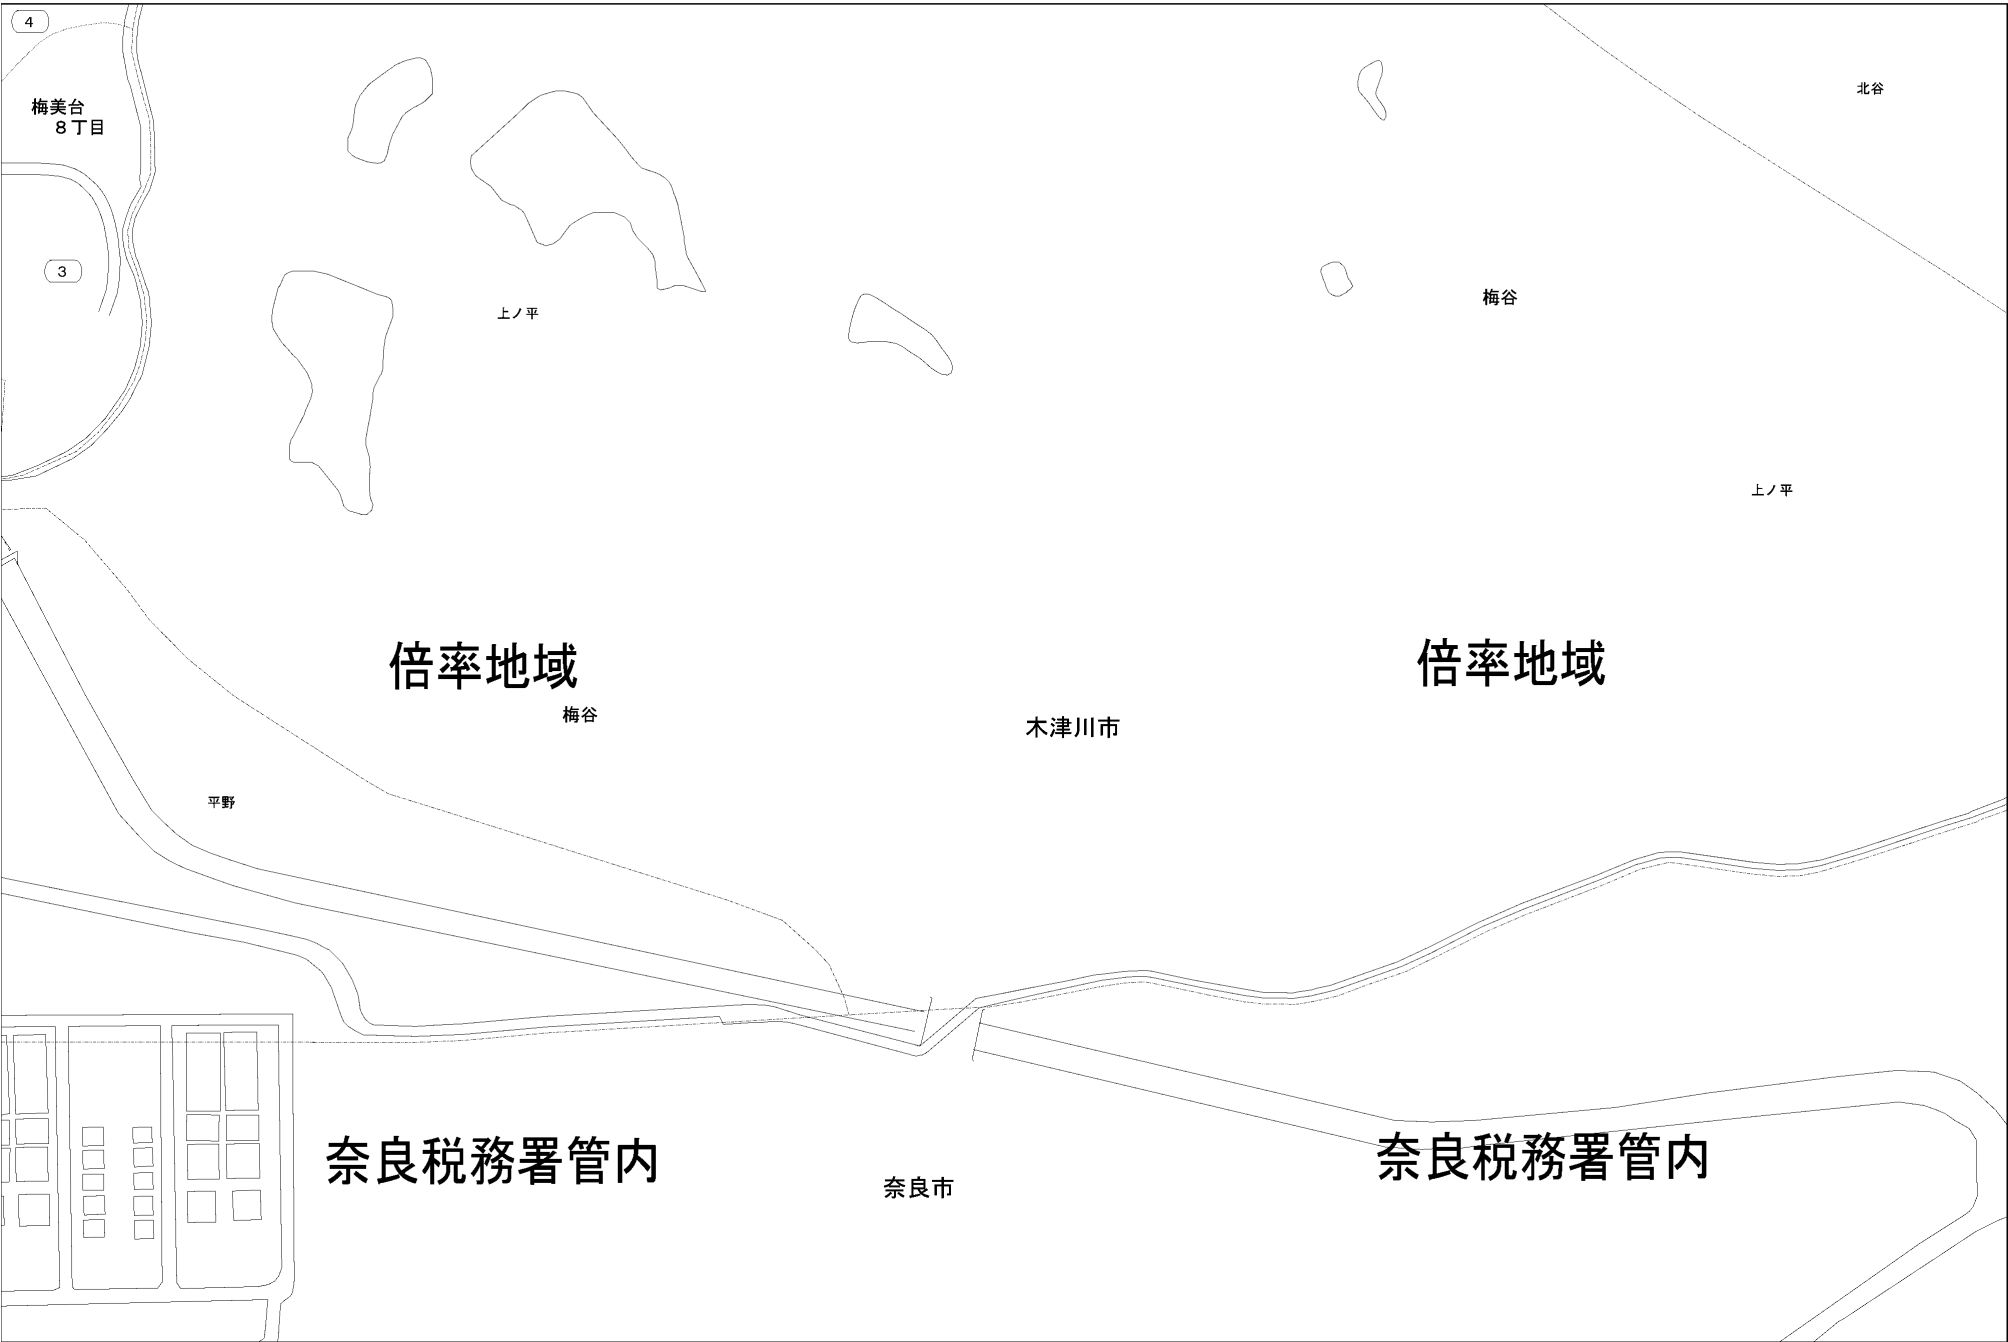 4
北谷
梅美台
8丁目
3
梅谷
上ノ平
上ノ平
倍率地域
倍率地域
梅谷
木津川市
平野
奈良税務署管内
奈良税務署管内
奈良市